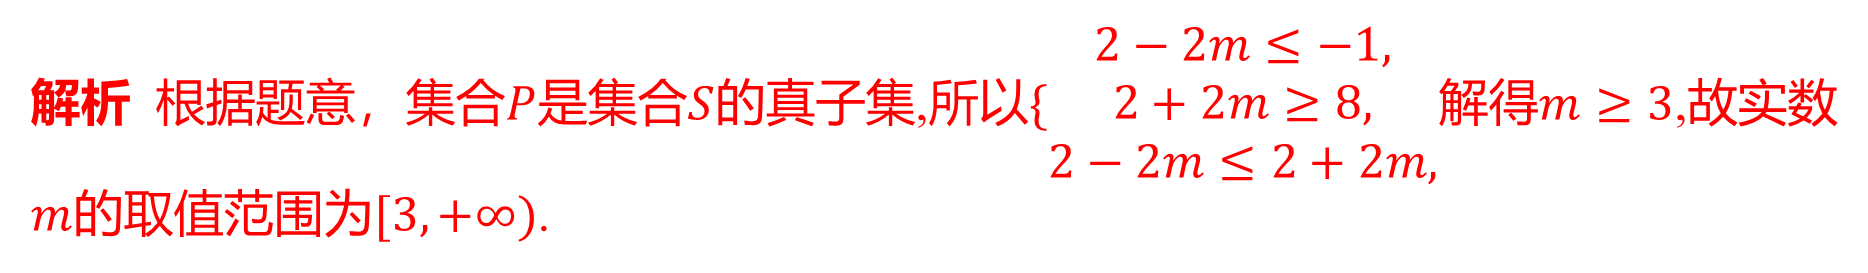 2 − 2m ≤ −1,
解析 根据题意，集合P是集合S的真子集,所以{ 2 + 2m ≥ 8, 解得m ≥ 3,故实数
2 − 2m ≤ 2 + 2m,
m的取值范围为[3, +∞).